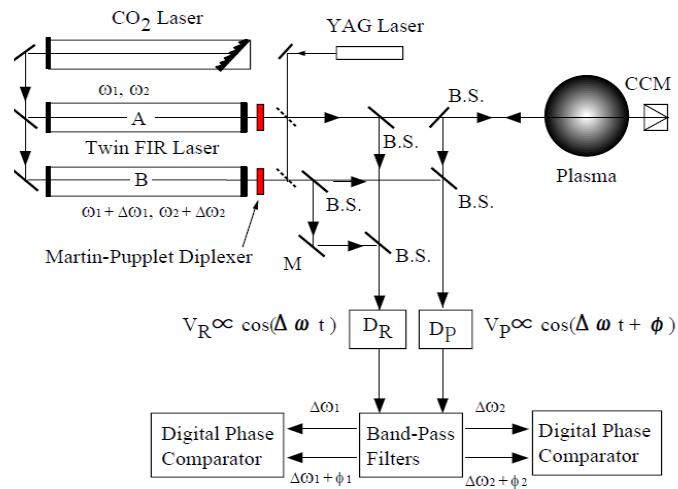 CO2 Laser
YAG Laser
CCM
ω1, ω2
B.S.
A
Twin FIR Laser
B.S.
Plasma
B
B.S.
B.S.
ω1 + Δω1, ω2 + Δω2
Martin-Pupplet Diplexer
M
B.S.
VR∝ cos(Δ ω t)
DR
DP
VP∝ cos(Δ ω t + ϕ)
Δω1
Δω2
Digital Phase
Comparator
Band-Pass
Filters
Digital Phase
Comparator
Δω1 + ϕ1
Δω2 + ϕ2